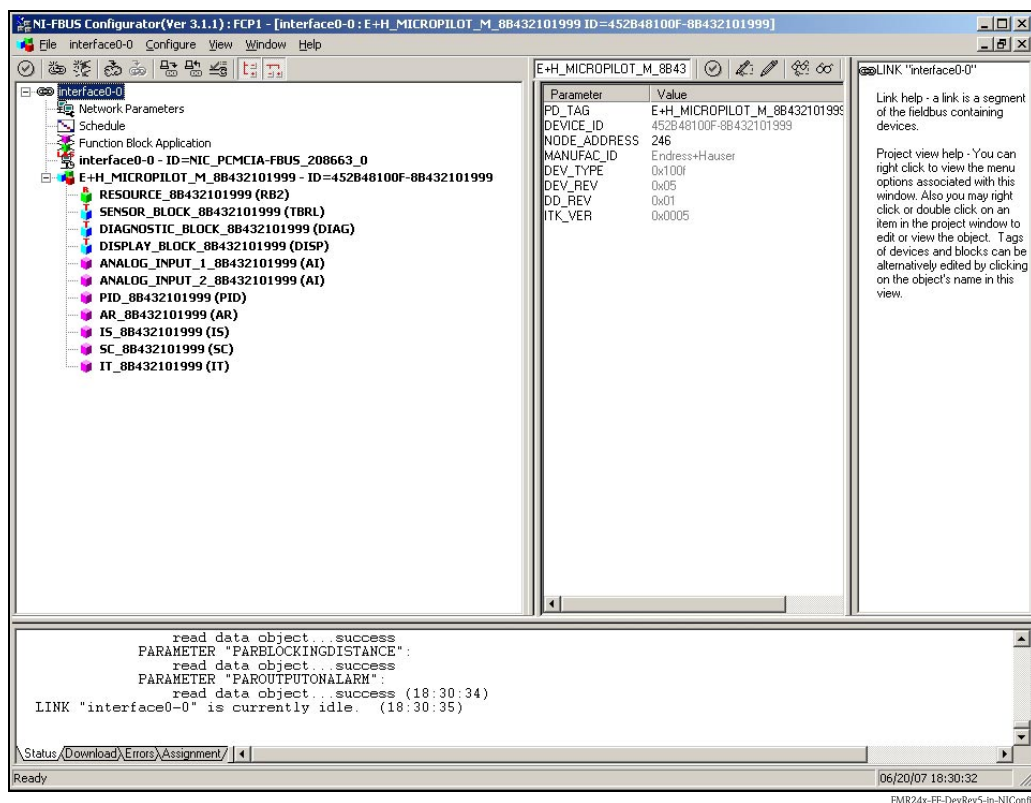 NI-FBUS Configurator(Ver 3.1.1) : FCP1 - [interface0-0 : E+H_MICROPILOT_M_8B432101999 ID=452B48100F-8B432101999]
File interface0-0 Configure View Window Help
E+H_MICROPILOT_M_8B43
interface0-0
Network Parameters
Schedule
Function Block Application
interface0-0 - ID=NIC_PCMCIA-FBUS_208663_0
E+H_MICROPILOT_M_8B432101999 - ID=452B48100F-8B432101999
RESOURCE_8B432101999 (RB2)
SENSOR_BLOCK_8B432101999 (TBRL)
DIAGNOSTIC_BLOCK_8B432101999 (DIAG)
DISPLAY_BLOCK_8B432101999 (DISP)
ANALOG_INPUT_1_8B432101999 (AI)
ANALOG_INPUT_2_8B432101999 (AI)
PID_8B432101999 (PID)
AR_8B432101999 (AR)
IS_8B432101999 (IS)
SC_8B432101999 (SC)
IT_8B432101999 (IT)
Parameter Value
PD_TAG E+H_MICROPILOT_M_8B432101999
DEVICE_ID 452B48100F-8B432101999
NODE_ADDRESS 246
MANUFAC_ID Endress+Hauser
DEV_TYPE 0x100f
DEV_REV 0x05
DD_REV 0x01
ITK_VER 0x0005
LINK "interface0-0"
Link help - a link is a segment
of the fieldbus containing
devices.
Project view help - You can
right click to view the menu
options associated with this
window. Also you may right
click or double click on an
item in the project window to
edit or view the object. Tags
of devices and blocks can be
alternatively edited by clicking
on the object's name in this
view.
read data object...success
PARAMETER "PARBLOCKINGDISTANCE":
read data object...success
PARAMETER "PAROUTPUTONALARM":
read data object...success (18:30:34)
LINK "interface0-0" is currently idle. (18:30:35)
Status Download Errors Assignment
Ready 06/20/07 18:30:32
FMR24x-FF-DevRev5-in-NIConfi